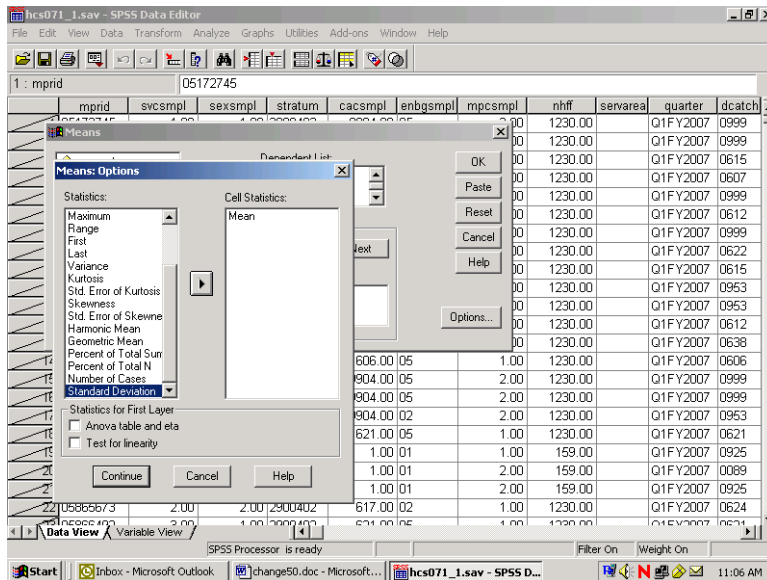 hcs071_1.sav - SPSS Data Editor
File Edit View Data Transform Analyze Graphs Utilities Add-ons Window Help
1 : mprid 05172745
mprid svcsmpl sexsmpl stratum cacsmpl enbgsmpl mpcsmpl nhff servarea quarter dcatch
1230.00 Q1FY2007 0999
Means
1230.00 Q1FY2007 0999
Dependent List: OK
1230.00 Q1FY2007 0615
Means: Options
1230.00 Q1FY2007 0607
Paste
Statistics: Cell Statistics:
1230.00 Q1FY2007 0999
Maximum Mean Reset
1230.00 Q1FY2007 0612
Range
First Cancel
1230.00 Q1FY2007 0999
Last Next
1230.00 Q1FY2007 0622
Variance Help
Kurtosis
1230.00 Q1FY2007 0615
Std. Error of Kurtosis
1230.00 Q1FY2007 0953
Skewness
1230.00 Q1FY2007 0953
Std. Error of Skewne
Options...
Harmonic Mean
1230.00 Q1FY2007 0612
Geometric Mean
1230.00 Q1FY2007 0638
Percent of Total Sum
606.00 05 1.00 1230.00 Q1FY2007 0606
Percent of Total N
Number of Cases
904.00 05 2.00 1230.00 Q1FY2007 0999
Standard Deviation
904.00 05 2.00 1230.00 Q1FY2007 0999
Statistics for First Layer
904.00 02 2.00 1230.00 Q1FY2007 0953
Anova table and eta
621.00 05 1.00 1230.00 Q1FY2007 0621
Test for linearity
1.00 01 1.00 159.00 Q1FY2007 0925
Continue Cancel Help
1.00 01 2.00 159.00 Q1FY2007 0089
1.00 01 2.00 159.00 Q1FY2007 0925
22 05865673 2.00 2.00 2900402 617.00 02 1.00 1230.00 Q1FY2007 0624
Data View Variable View
SPSS Processor is ready Filter On Weight On
Start Inbox - Microsoft Outlook change50.doc - Microsoft... hcs071_1.sav - SPSS D... 11:06 AM